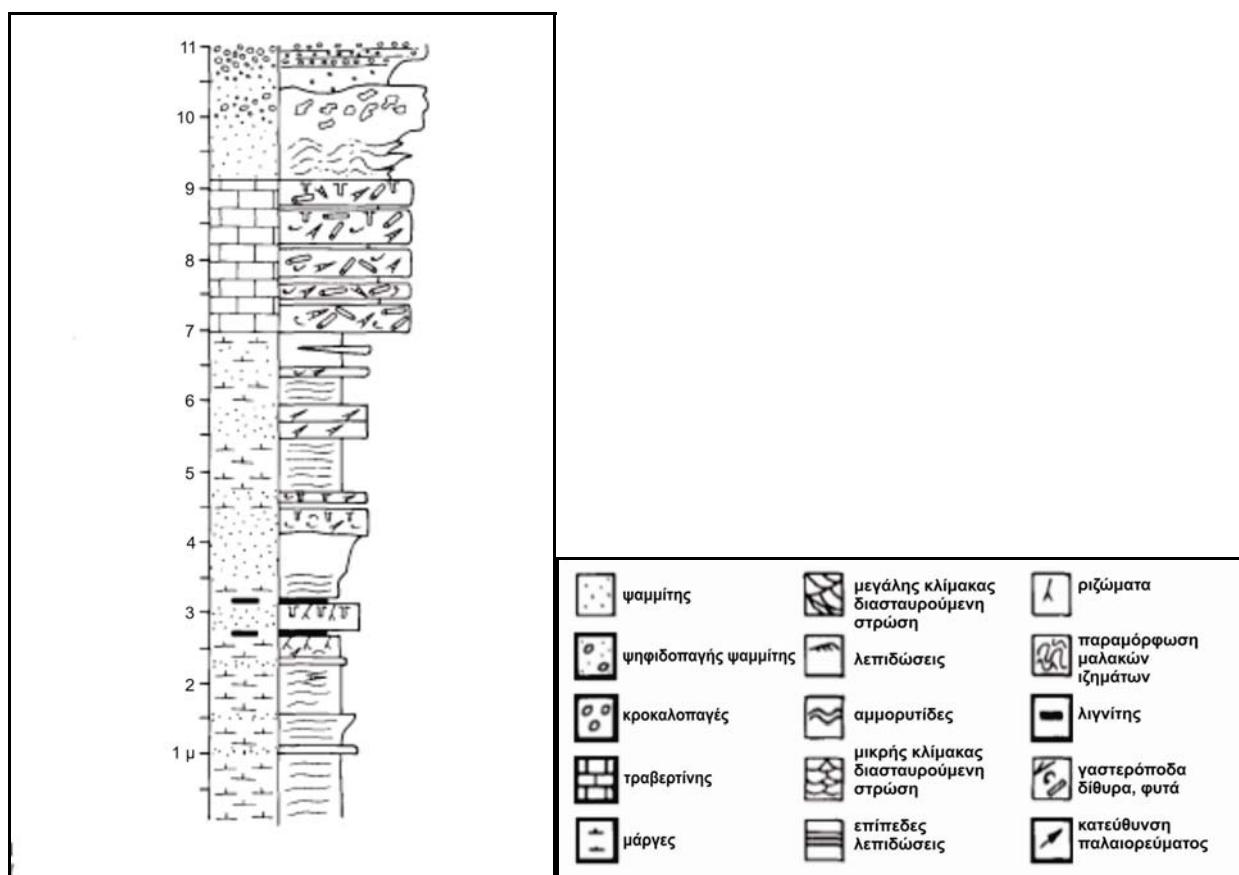 11
10
9
8
7
6
5
4
3
2
1 μ
ψαμμίτης
ψηφιδοπαγής ψαμμίτης
κροκαλοπαγές
τραβερτίνης
μάργες
μεγάλης κλίμακας
διασταυρούμενη
στρώση
λεπιδώσεις
αμμορυτίδες
μικρής κλίμακας
διασταυρούμενη
στρώση
επίπεδες
λεπιδώσεις
ριζώματα
παραμόρφωση
μαλακών
ιζημάτων
λιγνίτης
γαστερόποδα
δίθυρα, φυτά
κατεύθυνση
παλαιορεύματος